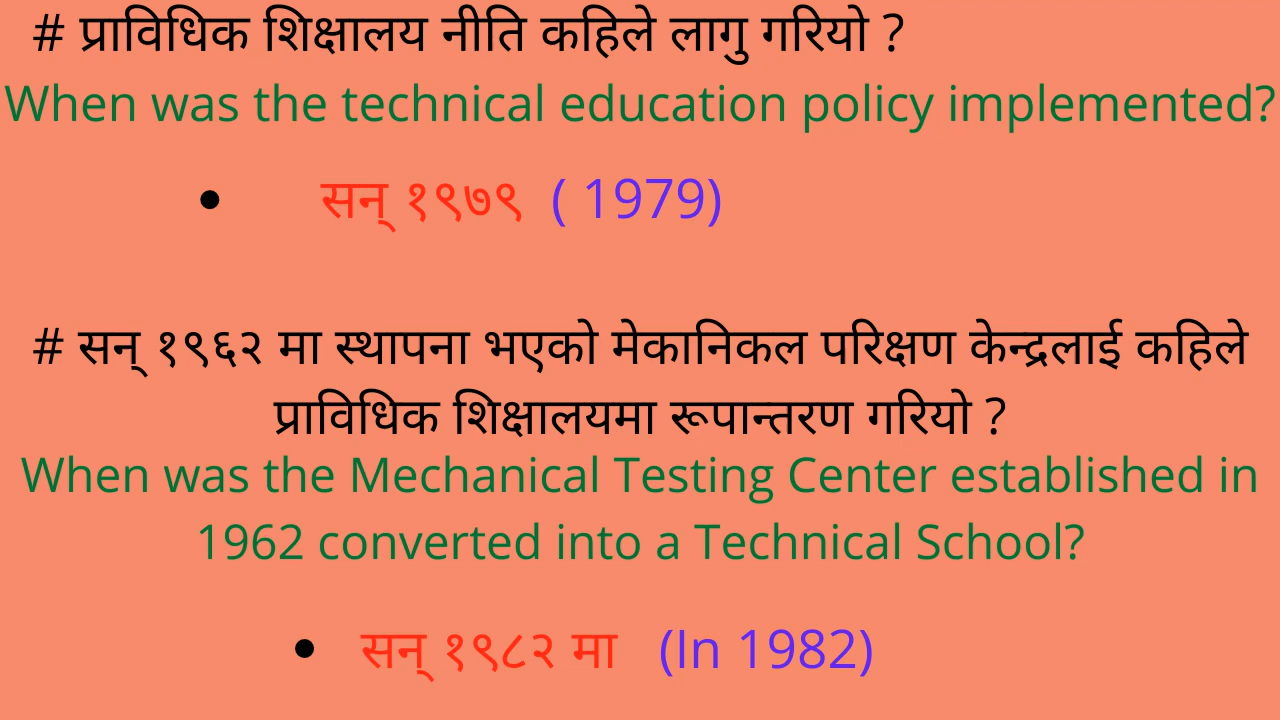 # प्राविधिक शिक्षालय नीति कहिले लागु गरियो ?
When was the technical education policy implemented?
• सन् १९७९ ( 1979)
# सन् १९६२ मा स्थापना भएको मेकानिकल परिक्षण केन्द्रलाई कहिले
प्राविधिक शिक्षालयमा रूपान्तरण गरियो ?
When was the Mechanical Testing Center established in
1962 converted into a Technical School?
• सन् १९८२ मा (In 1982)